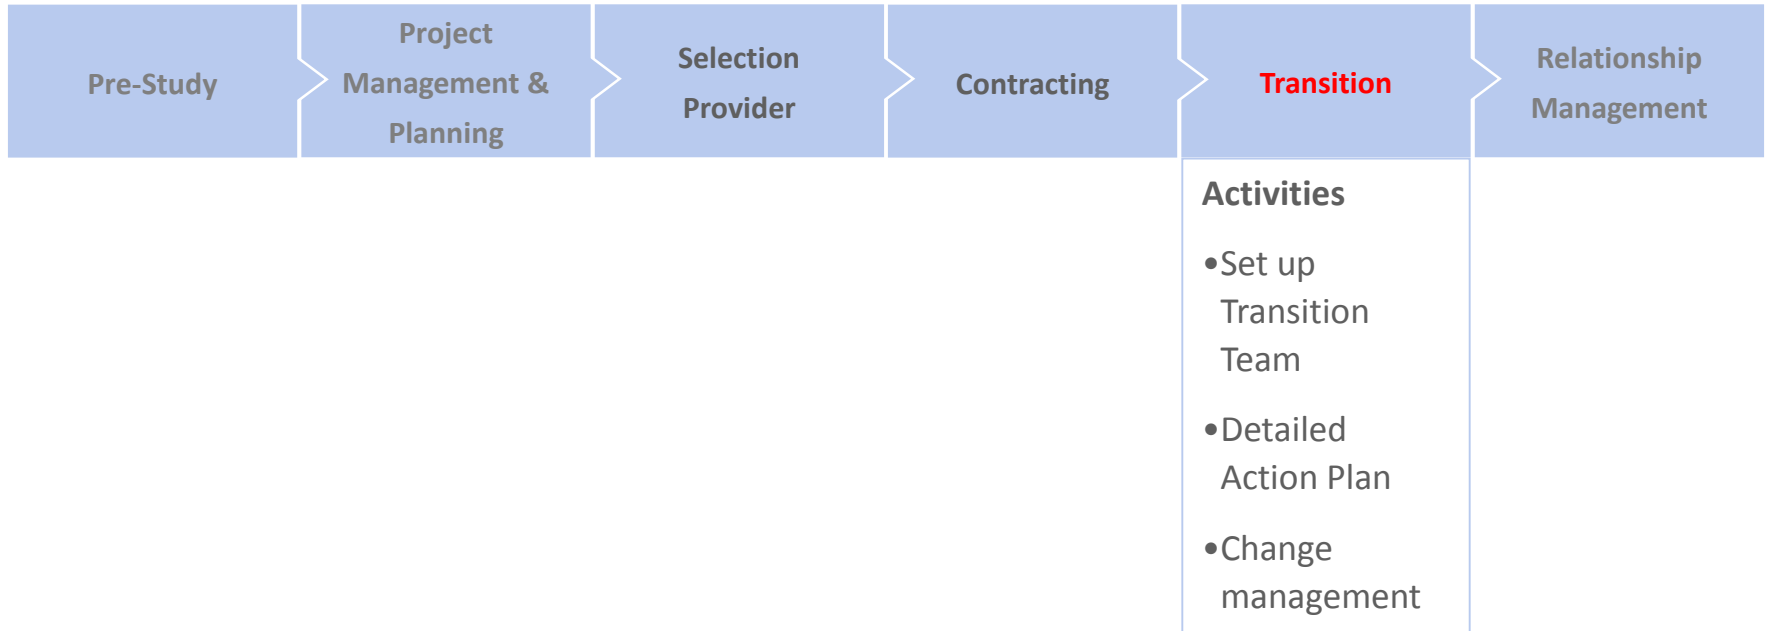 Pre-Study
Project
Management &
Planning
Selection
Provider
Contracting
Transition
Relationship
Management
Activities
•Set up
Transition
Team
•Detailed
Action Plan
•Change
management